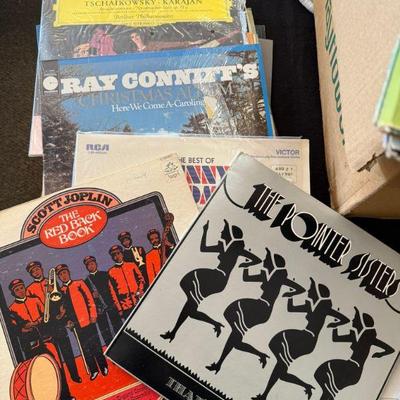 TSCHAIKOWSKY · KARAJAN
Berliner Philharmoniker
RAY CONNIFF'S
CHRISTMAS ALBUM
Here We Come A-Caroling
RCA
VICTOR
THE BEST OF
SCOTT JOPLIN
THE
RED BACK
BOOK
THE POINTER SISTERS
THA